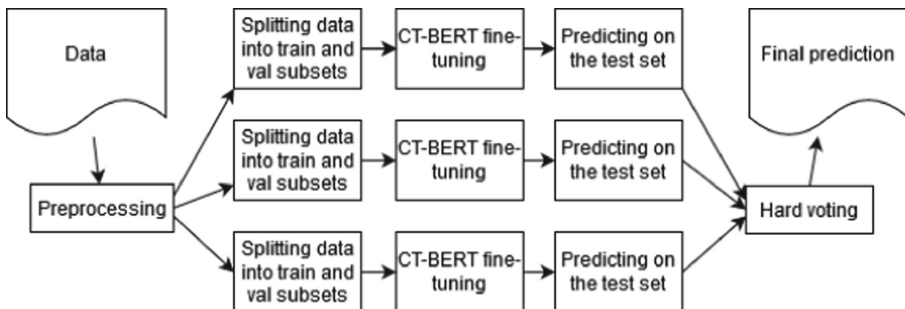 Data
Preprocessing
Splitting data
into train and
val subsets
CT-BERT fine-
tuning
Predicting on
the test set
Splitting data
into train and
val subsets
CT-BERT fine-
tuning
Predicting on
the test set
Splitting data
into train and
val subsets
CT-BERT fine-
tuning
Predicting on
the test set
Hard voting
Final prediction